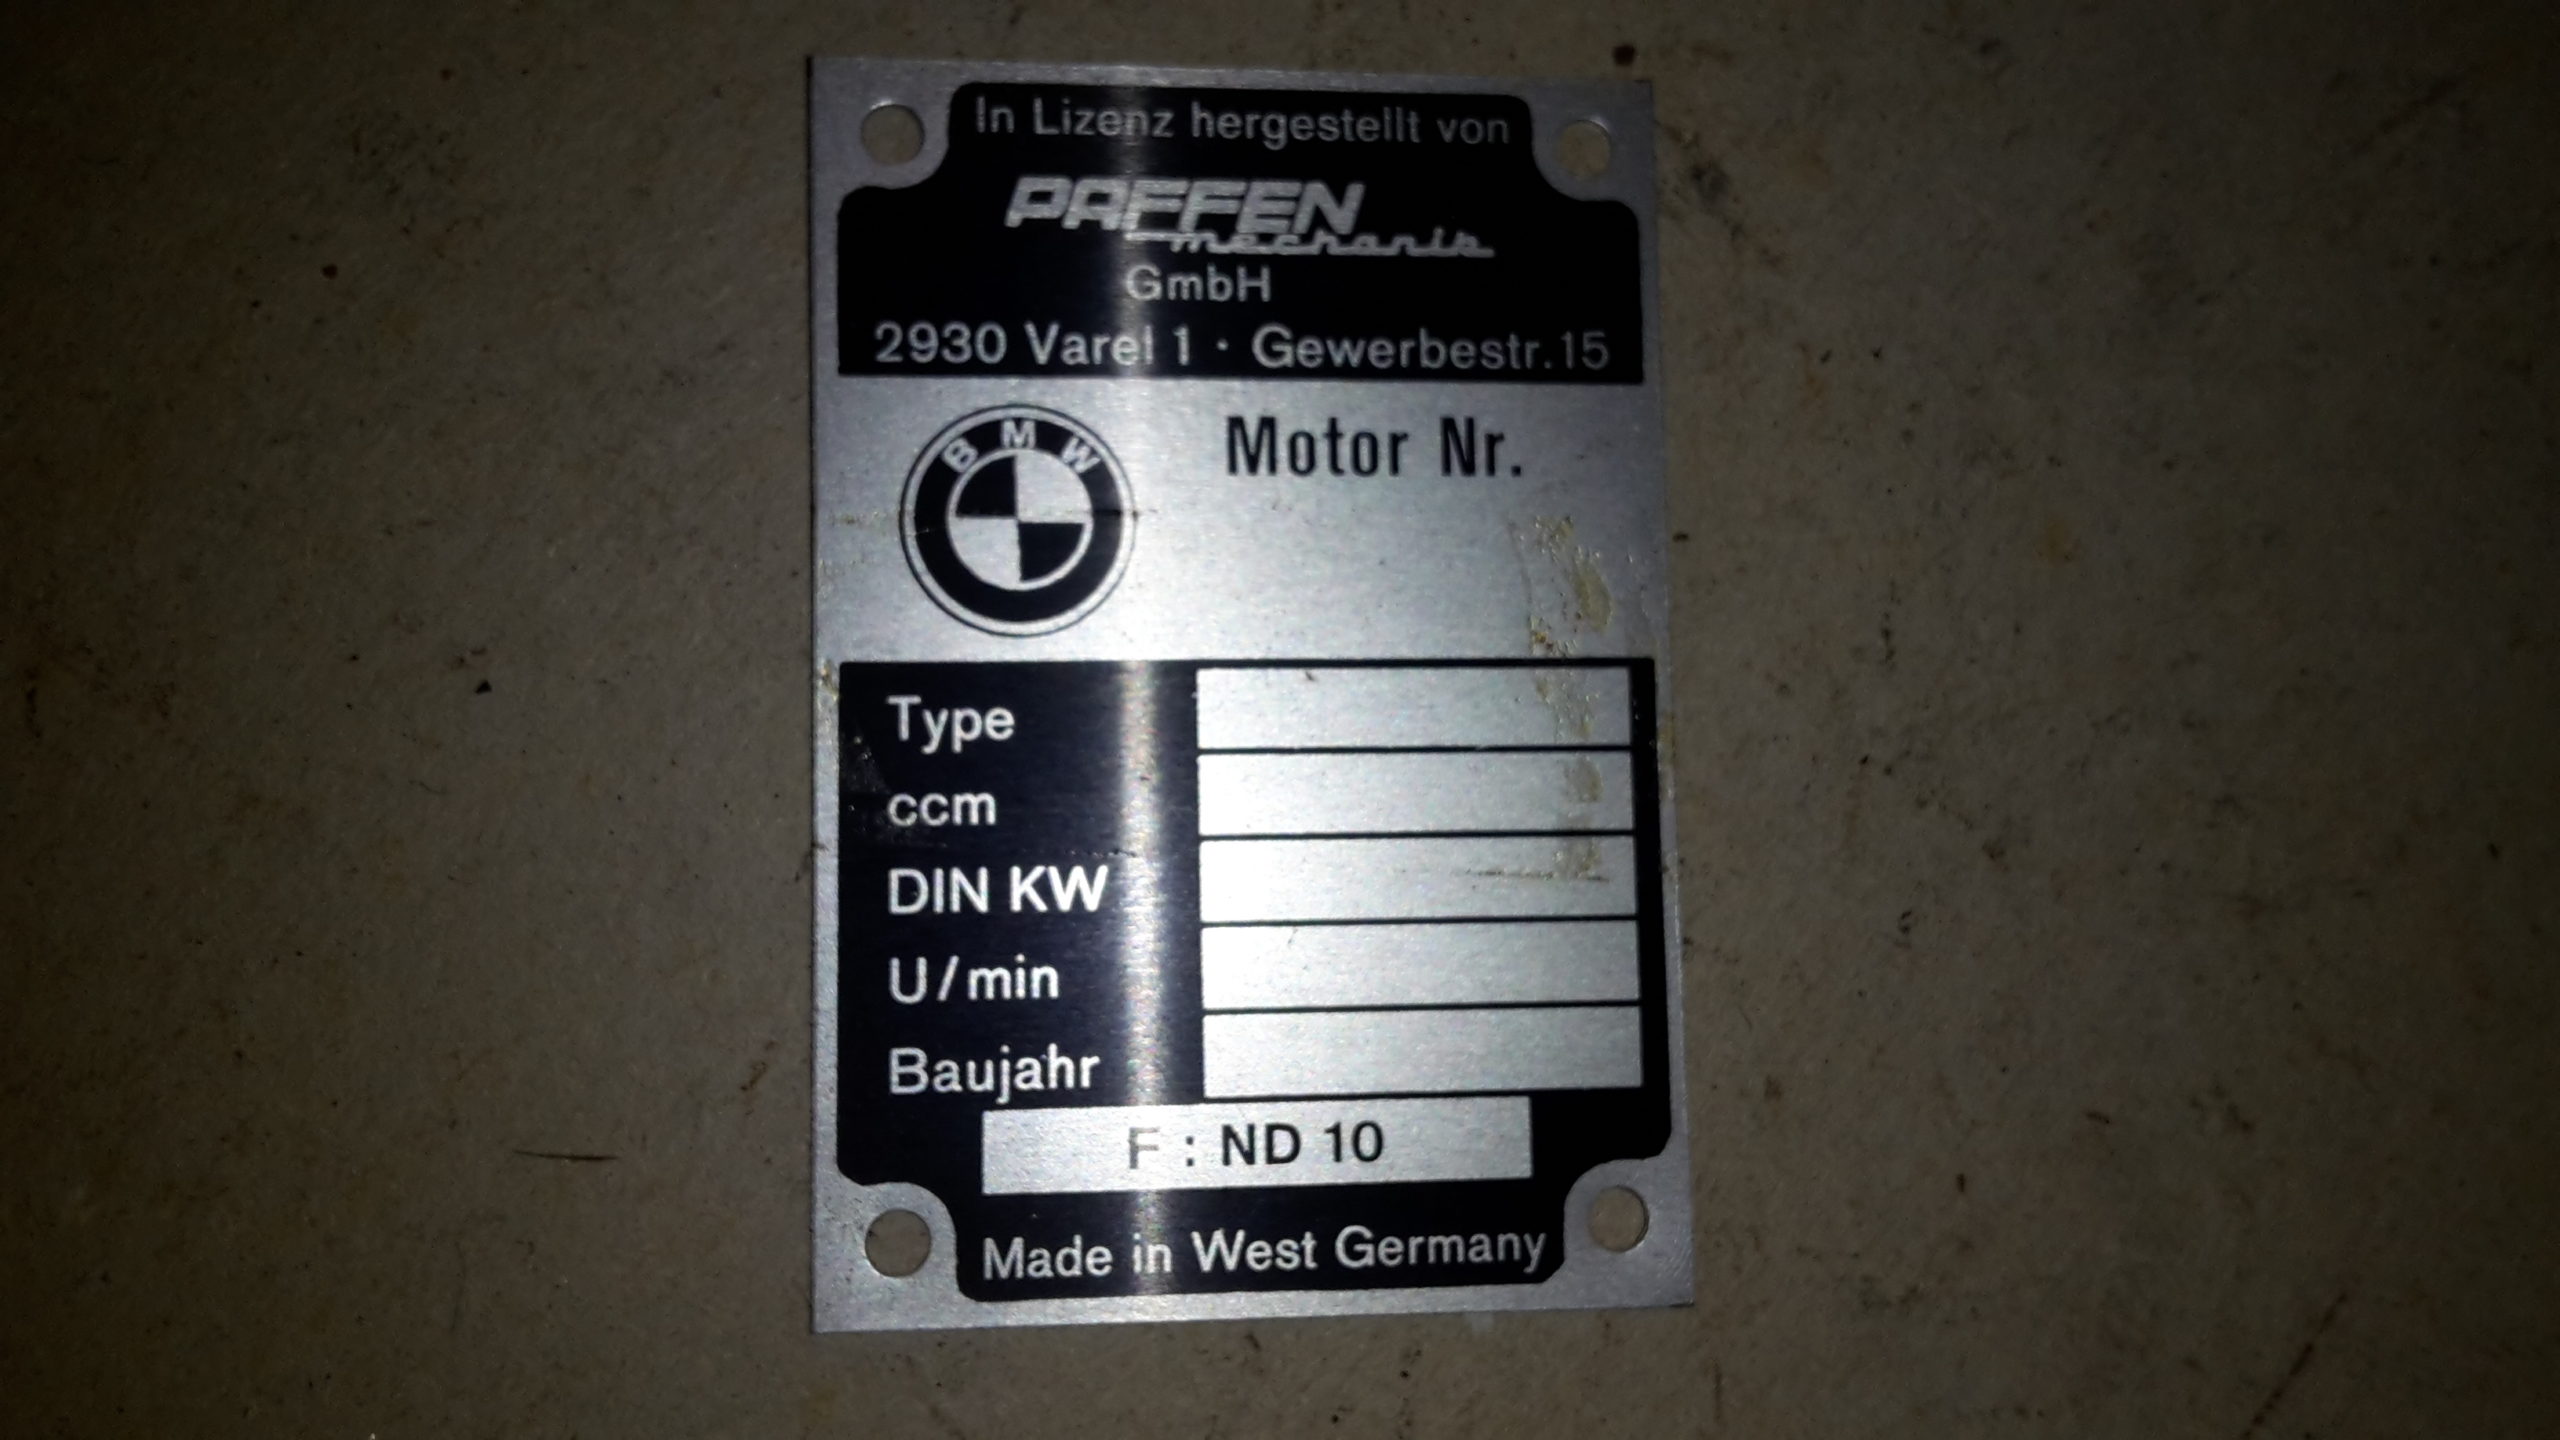 In Lizenz hergestellt von
PAFFEN
mechanik
GmbH
2930 Varel 1 · Gewerbestr. 15
BMW
Motor Nr.
Type
ccm
DIN KW
U/min
Baujahr
F : ND 10
Made in West Germany